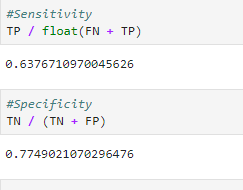 #Sensitivity
TP / float(FN + TP)
0.6376710970045626
#Specificity
TN / (TN + FP)
0.7749021070296476